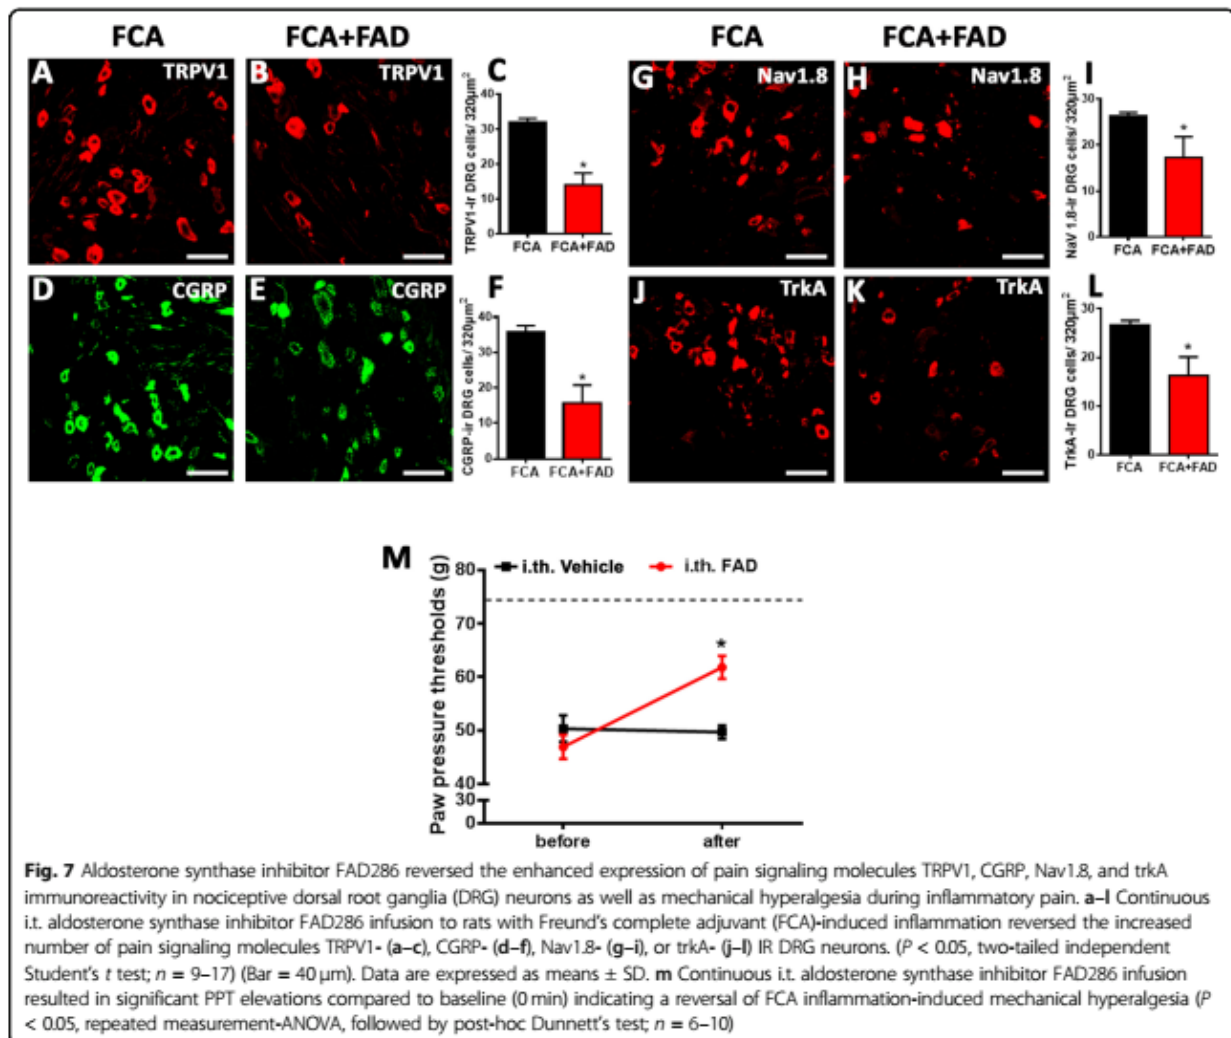 FCA
FCA+FAD
FCA
FCA+FAD
A
TRPV1
B
TRPV1
C
TRPV1-Ir DRG cells/ 320µm²
40
30
20
10
0
FCA
FCA+FAD
*
G
Nav1.8
H
Nav1.8
I
NaV 1.8-Ir DRG cells/ 320µm²
30
20
10
0
FCA
FCA+FAD
*
D
CGRP
E
CGRP
F
CGRP-ir DRG cells/ 320µm²
40
30
20
10
0
FCA
FCA+FAD
*
J
TrkA
K
TrkA
L
TrkA-Ir DRG cells/ 320µm²
30
20
10
0
FCA
FCA+FAD
*
M
i.th. Vehicle
i.th. FAD
Paw pressure thresholds (g)
80
70
60
50
40
30
0
*
before
after
Fig. 7 Aldosterone synthase inhibitor FAD286 reversed the enhanced expression of pain signaling molecules TRPV1, CGRP, Nav1.8, and trkA
immunoreactivity in nociceptive dorsal root ganglia (DRG) neurons as well as mechanical hyperalgesia during inflammatory pain. a–l Continuous
i.t. aldosterone synthase inhibitor FAD286 infusion to rats with Freund's complete adjuvant (FCA)-induced inflammation reversed the increased
number of pain signaling molecules TRPV1- (a–c), CGRP- (d–f), Nav1.8- (g–i), or trkA- (j–l) IR DRG neurons. (P < 0.05, two-tailed independent
Student's t test; n = 9–17) (Bar = 40 µm). Data are expressed as means ± SD. m Continuous i.t. aldosterone synthase inhibitor FAD286 infusion
resulted in significant PPT elevations compared to baseline (0 min) indicating a reversal of FCA inflammation-induced mechanical hyperalgesia (P
< 0.05, repeated measurement-ANOVA, followed by post-hoc Dunnett's test; n = 6–10)